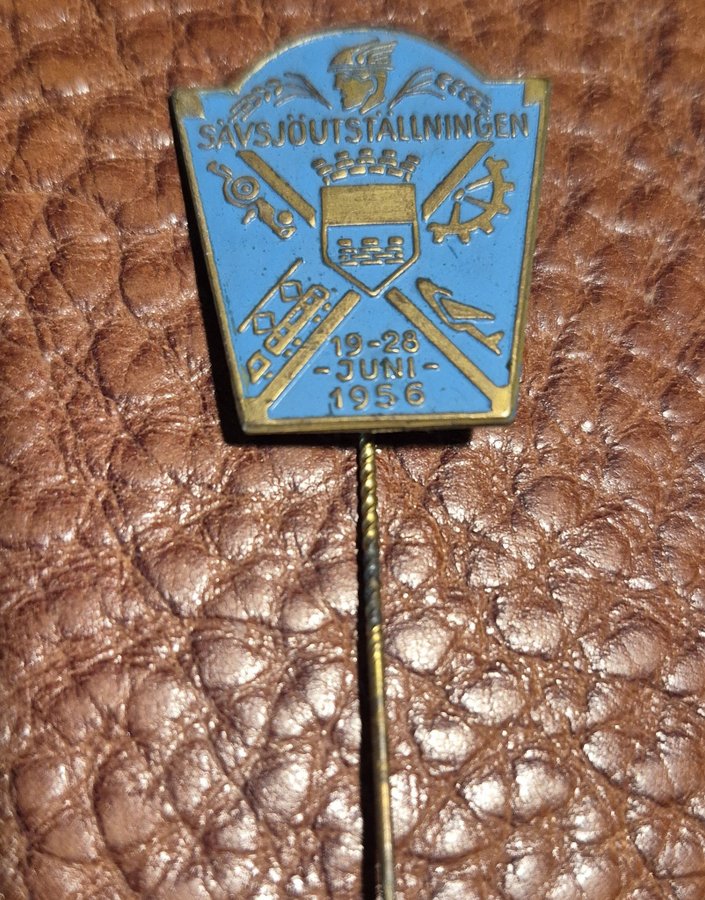 SÄVSJÖUTSTÄLLNINGEN
19-28
-JUNI-
1956